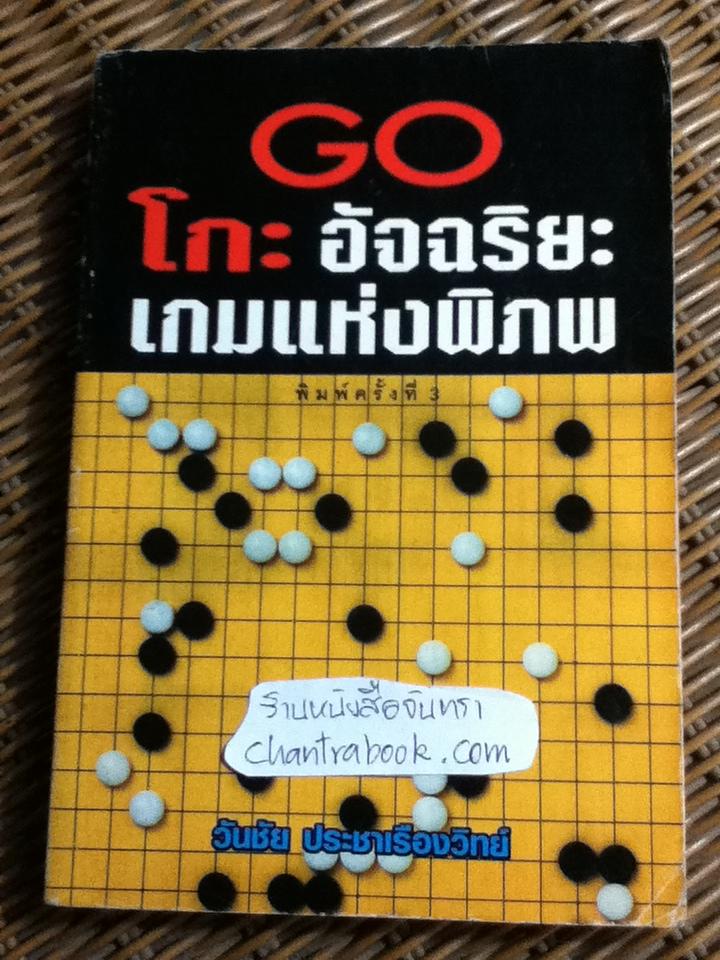 GO
โกะ อัจฉริยะ
เกมแห่งพิภพ
พิมพ์ครั้งที่ 3
ร้านหนังสือจันทรา
chantrabook.com
วันชัย ประชาเรืองวิทย์